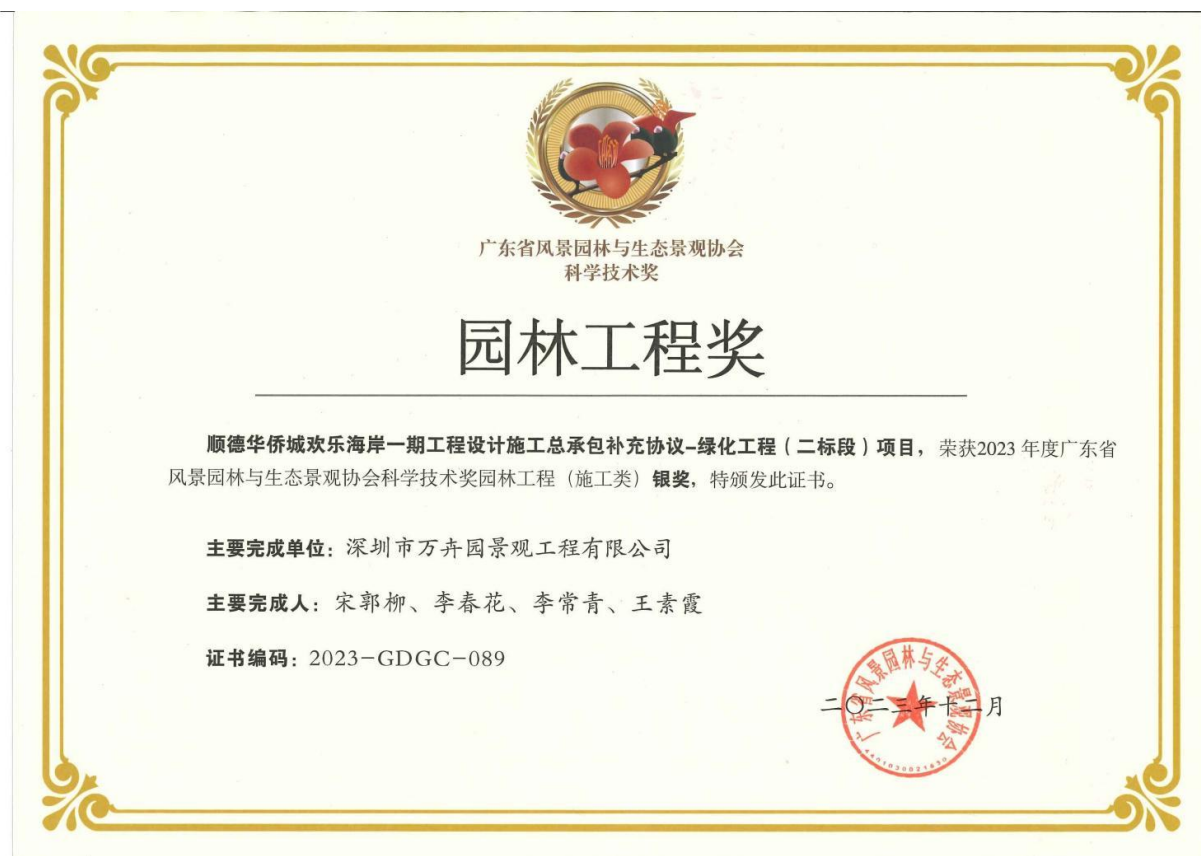 广东省风景园林与生态景观协会
科学技术奖
园林工程奖
顺德华侨城欢乐海岸一期工程设计施工总承包补充协议-绿化工程（二标段）项目，荣获2023 年度广东省
风景园林与生态景观协会科学技术奖园林工程（施工类）银奖，特颁发此证书。
主要完成单位：深圳市万卉园景观工程有限公司
主要完成人：宋郭柳、李春花、李常青、王素霞
证书编码：2023-GDGC-089
二〇二三年十二月
广东省风景园林与生态景观协会